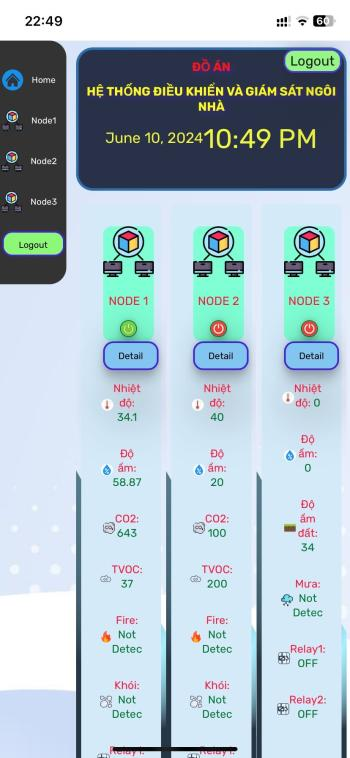 22:49
60
Home
Node1
Node2
Node3
Logout
Logout
ĐỒ ÁN
HỆ THỐNG ĐIỀU KHIỂN VÀ GIÁM SÁT NGÔI
NHÀ
June 10, 2024 10:49 PM
NODE 1
Detail
Nhiệt
độ:
34.1
Độ
ẩm:
58.87
CO2:
643
TVOC:
37
Fire:
Not
Detec
Khói:
Not
Detec
Relay1:
NODE 2
Detail
Nhiệt
độ:
40
Độ
ẩm:
20
CO2:
100
TVOC:
200
Fire:
Not
Detec
Khói:
Not
Detec
Relay1:
NODE 3
Detail
Nhiệt
độ: 0
Độ
ẩm:
0
Độ
ẩm
đất:
34
Mưa:
Not
Detec
Relay1:
OFF
Relay2:
OFF